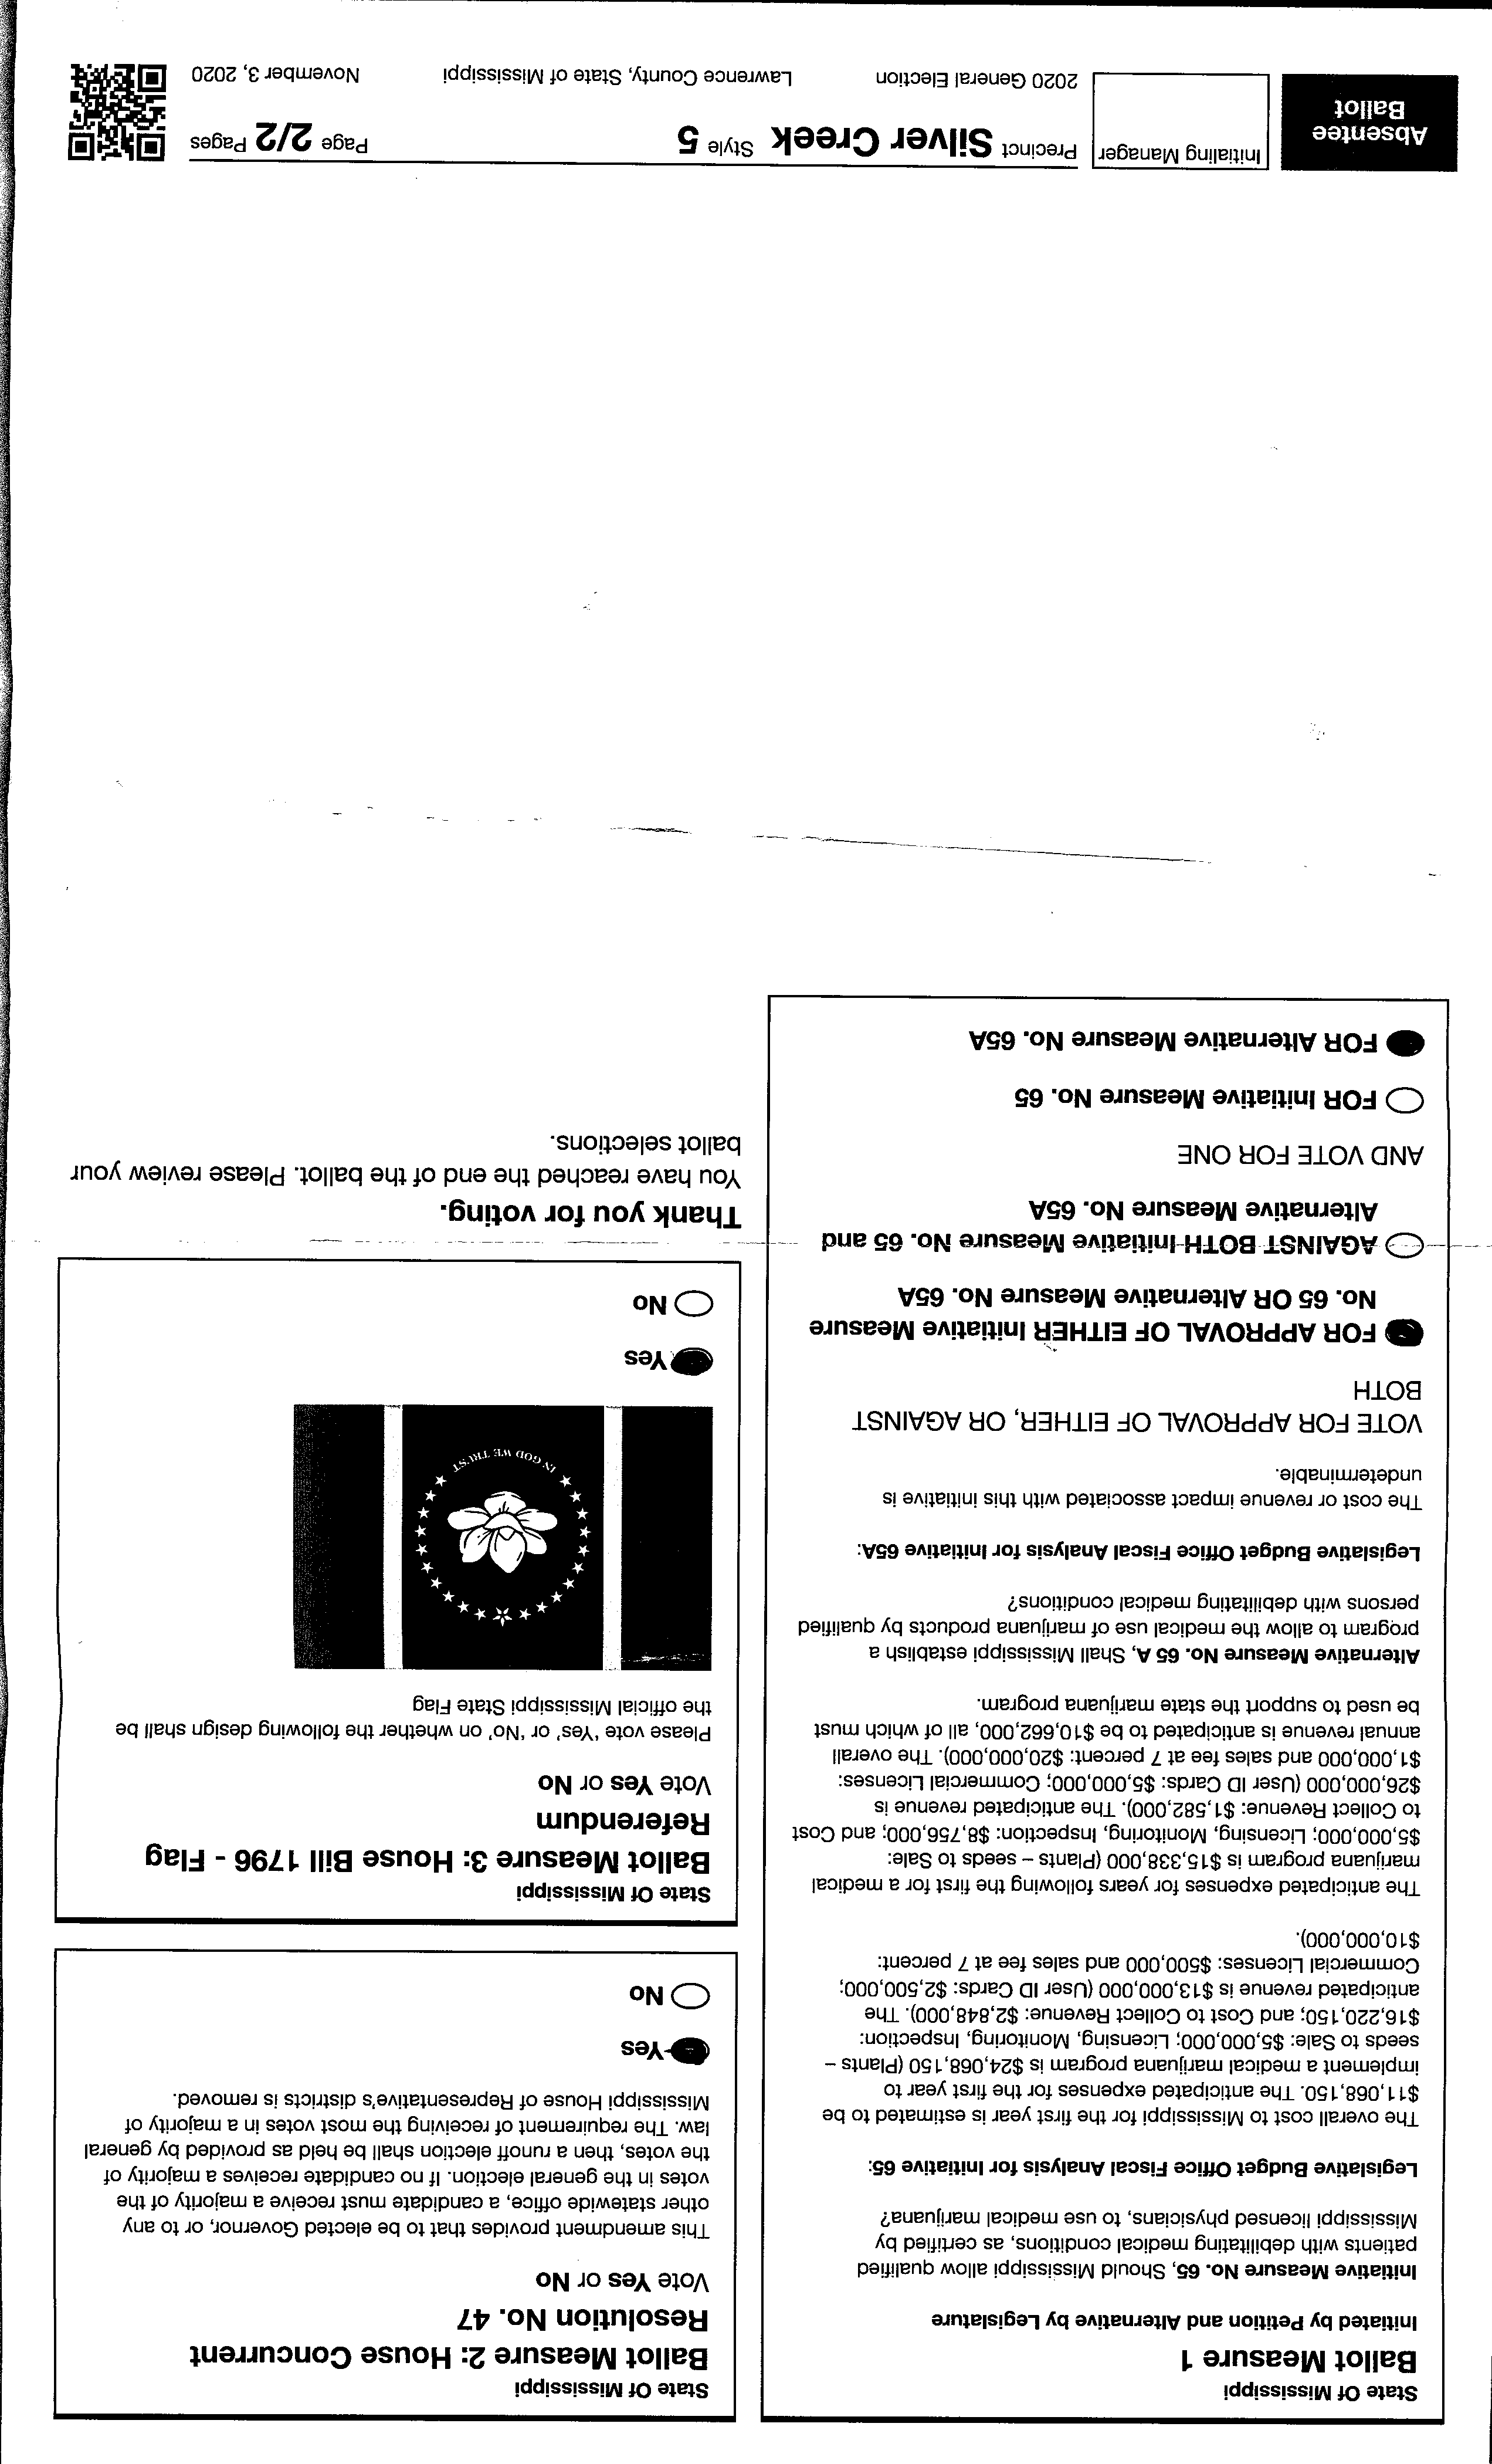 State Of Mississippi
Ballot Measure 1
Initiated by Petition and Alternative by Legislature
Initiative Measure No. 65, Should Mississippi allow qualified
patients with debilitating medical conditions, as certified by
Mississippi licensed physicians, to use medical marijuana?
Legislative Budget Office Fiscal Analysis for Initiative 65:
The overall cost to Mississippi for the first year is estimated to be
$11,068,150. The anticipated expenses for the first year to
implement a medical marijuana program is $24,068,150 (Plants –
seeds to Sale: $5,000,000; Licensing, Monitoring, Inspection:
$16,220,150; and Cost to Collect Revenue: $2,848,000). The
anticipated revenue is $13,000,000 (User ID Cards: $2,500,000;
Commercial Licenses: $500,000 and sales fee at 7 percent:
$10,000,000).
The anticipated expenses for years following the first for a medical
marijuana program is $15,338,000 (Plants – seeds to Sale:
$5,000,000; Licensing, Monitoring, Inspection: $8,756,000; and Cost
to Collect Revenue: $1,582,000). The anticipated revenue is
$26,000,000 (User ID Cards: $5,000,000; Commercial Licenses:
$1,000,000 and sales fee at 7 percent: $20,000,000). The overall
annual revenue is anticipated to be $10,662,000, all of which must
be used to support the state marijuana program.
Alternative Measure No. 65 A, Shall Mississippi establish a
program to allow the medical use of marijuana products by qualified
persons with debilitating medical conditions?
Legislative Budget Office Fiscal Analysis for Initiative 65A:
The cost or revenue impact associated with this initiative is
undeterminable.
VOTE FOR APPROVAL OF EITHER, OR AGAINST
BOTH
FOR APPROVAL OF EITHER Initiative Measure
No. 65 OR Alternative Measure No. 65A
AGAINST BOTH Initiative Measure No. 65 and
Alternative Measure No. 65A
AND VOTE FOR ONE
FOR Initiative Measure No. 65
FOR Alternative Measure No. 65A
State Of Mississippi
Ballot Measure 2: House Concurrent
Resolution No. 47
Vote Yes or No
This amendment provides that to be elected Governor, or to any
other statewide office, a candidate must receive a majority of the
votes in the general election. If no candidate receives a majority of
the votes, then a runoff election shall be held as provided by general
law. The requirement of receiving the most votes in a majority of
Mississippi House of Representative's districts is removed.
Yes
No
State Of Mississippi
Ballot Measure 3: House Bill 1796 - Flag
Referendum
Vote Yes or No
Please vote 'Yes' or 'No' on whether the following design shall be
the official Mississippi State Flag
IN GOD WE TRUST
Yes
No
Thank you for voting.
You have reached the end of the ballot. Please review your
ballot selections.
Absentee
Ballot
Initialing Manager
Precinct Silver Creek Style 5
Page 2/2 Pages
2020 General Election
Lawrence County, State of Mississippi
November 3, 2020